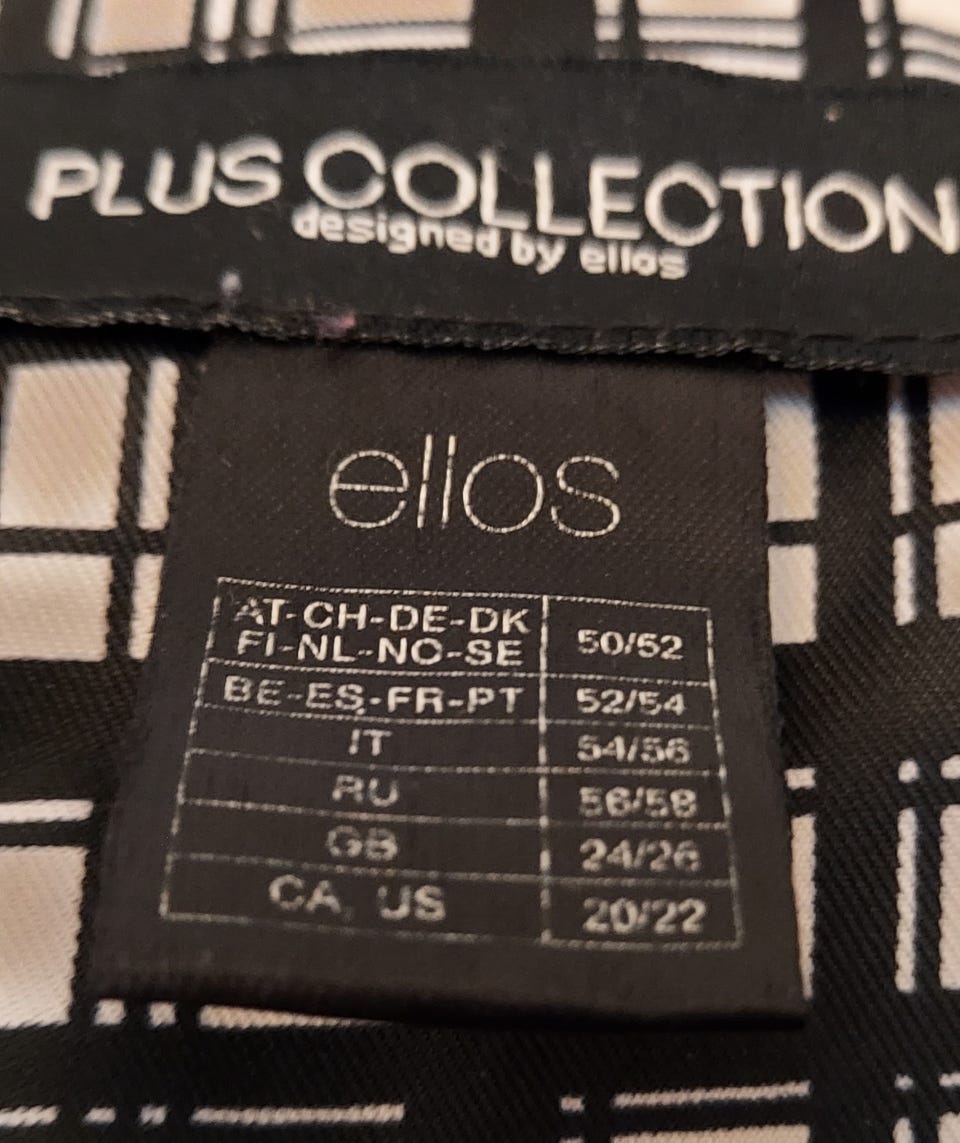 PLUS COLLECTION
designed by ellos
ellos
AT-CH-DE-DK
FI-NL-NO-SE 50/52
BE-ES-FR-PT 52/54
IT 54/56
RU 56/58
GB 24/26
CA, US 20/22